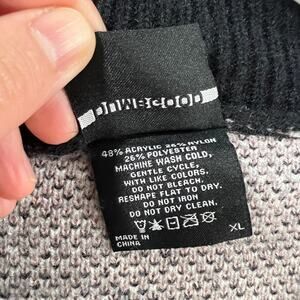 48% ACRYLIC 26% NYLON
26% POLYESTER
MACHINE WASH COLD,
GENTLE CYCLE,
WITH LIKE COLORS.
DO NOT BLEACH.
RESHAPE FLAT TO DRY.
DO NOT IRON
DO NOT DRY CLEAN
MADE IN
CHINA
XL